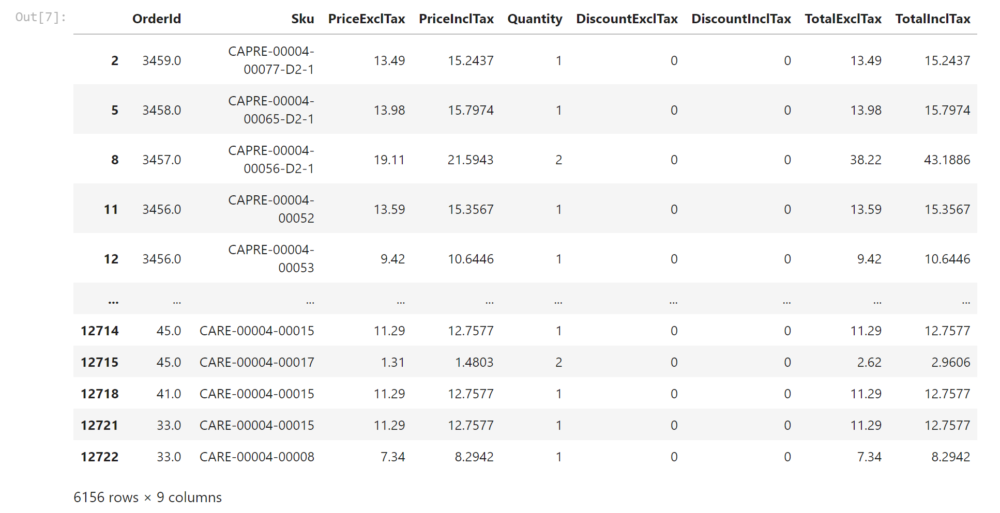 Out[7]:
OrderId Sku PriceExclTax PriceInclTax Quantity DiscountExclTax DiscountInclTax TotalExclTax TotalInclTax
2 3459.0 CAPRE-00004- 13.49 15.2437 1 0 0 13.49 15.2437
00077-D2-1
5 3458.0 CAPRE-00004- 13.98 15.7974 1 0 0 13.98 15.7974
00065-D2-1
8 3457.0 CAPRE-00004- 19.11 21.5943 2 0 0 38.22 43.1886
00056-D2-1
11 3456.0 CAPRE-00004- 13.59 15.3567 1 0 0 13.59 15.3567
00052
12 3456.0 CAPRE-00004- 9.42 10.6446 1 0 0 9.42 10.6446
00053
... ... ... ... ... ... ... ... ... ...
12714 45.0 CARE-00004-00015 11.29 12.7577 1 0 0 11.29 12.7577
12715 45.0 CARE-00004-00017 1.31 1.4803 2 0 0 2.62 2.9606
12718 41.0 CARE-00004-00015 11.29 12.7577 1 0 0 11.29 12.7577
12721 33.0 CARE-00004-00015 11.29 12.7577 1 0 0 11.29 12.7577
12722 33.0 CARE-00004-00008 7.34 8.2942 1 0 0 7.34 8.2942
6156 rows × 9 columns